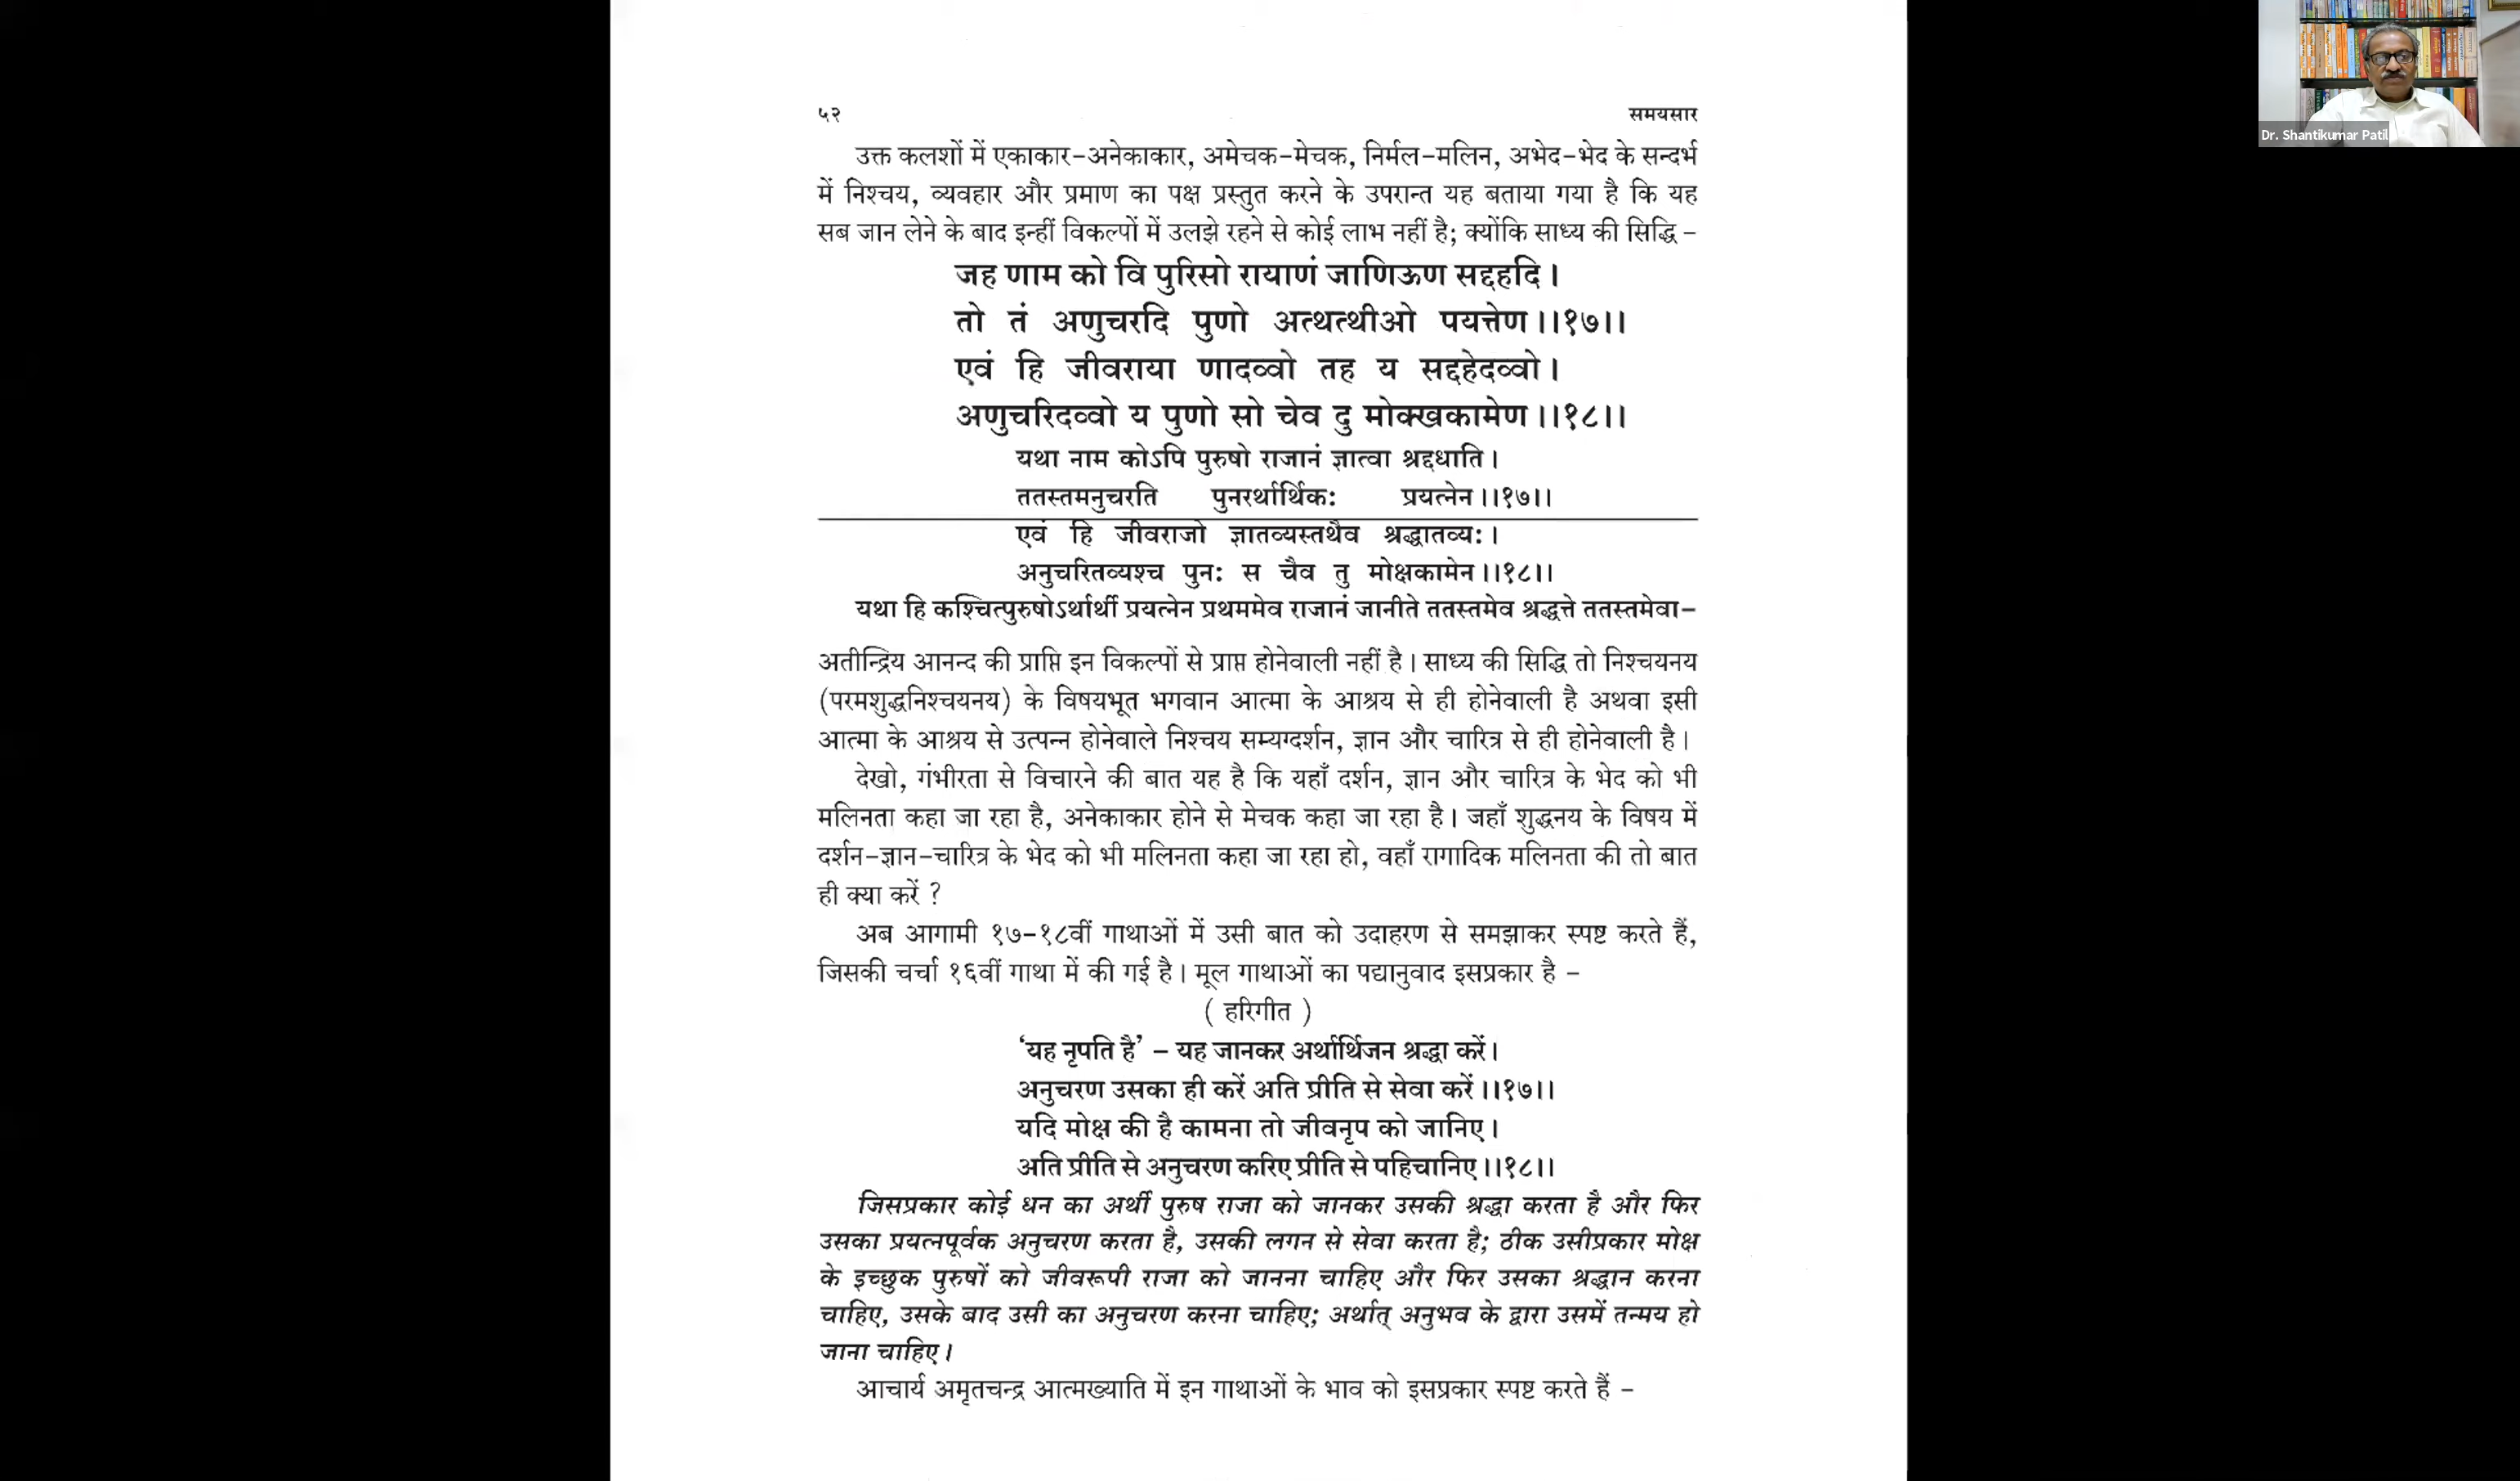 ५२ समयसार
उक्त कलशों में एकाकार-अनेकाकार, अमेचक-मेचक, निर्मल-मलिन, अभेद-भेद के सन्दर्भ
में निश्चय, व्यवहार और प्रमाण का पक्ष प्रस्तुत करने के उपरान्त यह बताया गया है कि यह
सब जान लेने के बाद इन्हीं विकल्पों में उलझे रहने से कोई लाभ नहीं है; क्योंकि साध्य की सिद्धि –
जह णाम को वि पुरिसो रायाणं जाणिऊण सद्दहदि।
तो तं अणुचरदि पुणो अत्थत्थीओ पयत्तेण।।१७।।
एवं हि जीवराया णादव्वो तह य सद्दहेदव्वो।
अणुचरिदव्वो य पुणो सो चेव दु मोक्खकामेण।।१८।।
यथा नाम कोऽपि पुरुषो राजानं ज्ञात्वा श्रद्दधाति।
ततस्तमनुचरति पुनरर्थार्थिकः प्रयत्नेन।।१७।।
एवं हि जीवराजो ज्ञातव्यस्तथैव श्रद्धातव्यः।
अनुचरितव्यश्च पुनः स चैव तु मोक्षकामेन।।१८।।
यथा हि कश्चित्पुरुषोऽर्थार्थी प्रयत्नेन प्रथममेव राजानं जानीते ततस्तमेव श्रद्धत्ते ततस्तमेवा–
अतीन्द्रिय आनन्द की प्राप्ति इन विकल्पों से प्राप्त होनेवाली नहीं है। साध्य की सिद्धि तो निश्चयनय
(परमशुद्धनिश्चयनय) के विषयभूत भगवान आत्मा के आश्रय से ही होनेवाली है अथवा इसी
आत्मा के आश्रय से उत्पन्न होनेवाले निश्चय सम्यग्दर्शन, ज्ञान और चारित्र से ही होनेवाली है।
देखो, गंभीरता से विचारने की बात यह है कि यहाँ दर्शन, ज्ञान और चारित्र के भेद को भी
मलिनता कहा जा रहा है, अनेकाकार होने से मेचक कहा जा रहा है। जहाँ शुद्धनय के विषय में
दर्शन-ज्ञान-चारित्र के भेद को भी मलिनता कहा जा रहा हो, वहाँ रागादिक मलिनता की तो बात
ही क्या करें ?
अब आगामी १७-१८वीं गाथाओं में उसी बात को उदाहरण से समझाकर स्पष्ट करते हैं,
जिसकी चर्चा १६वीं गाथा में की गई है। मूल गाथाओं का पद्यानुवाद इसप्रकार है –
( हरिगीत )
‘यह नृपति है’ – यह जानकर अर्थार्थिजन श्रद्धा करें।
अनुचरण उसका ही करें अति प्रीति से सेवा करें।।१७।।
यदि मोक्ष की है कामना तो जीवनृप को जानिए।
अति प्रीति से अनुचरण करिए प्रीति से पहिचानिए।।१८।।
जिसप्रकार कोई धन का अर्थी पुरुष राजा को जानकर उसकी श्रद्धा करता है और फिर
उसका प्रयत्नपूर्वक अनुचरण करता है, उसकी लगन से सेवा करता है; ठीक उसीप्रकार मोक्ष
के इच्छुक पुरुषों को जीवरूपी राजा को जानना चाहिए और फिर उसका श्रद्धान करना
चाहिए, उसके बाद उसी का अनुचरण करना चाहिए; अर्थात् अनुभव के द्वारा उसमें तन्मय हो
जाना चाहिए।
आचार्य अमृतचन्द्र आत्मख्याति में इन गाथाओं के भाव को इसप्रकार स्पष्ट करते हैं –
Dr. Shantikumar Patil